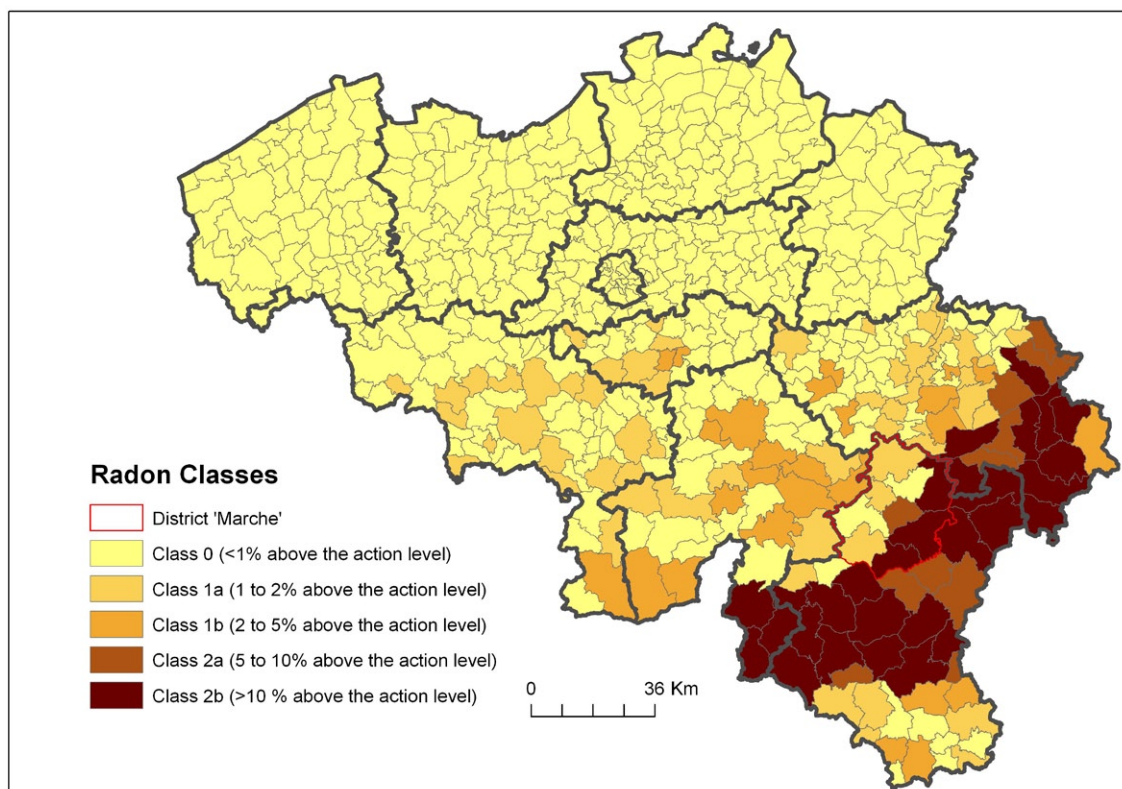 Radon Classes
District 'Marche'
Class 0 (<1% above the action level)
Class 1a (1 to 2% above the action level)
Class 1b (2 to 5% above the action level)
Class 2a (5 to 10% above the action level)
Class 2b (>10 % above the action level)
0 36 Km